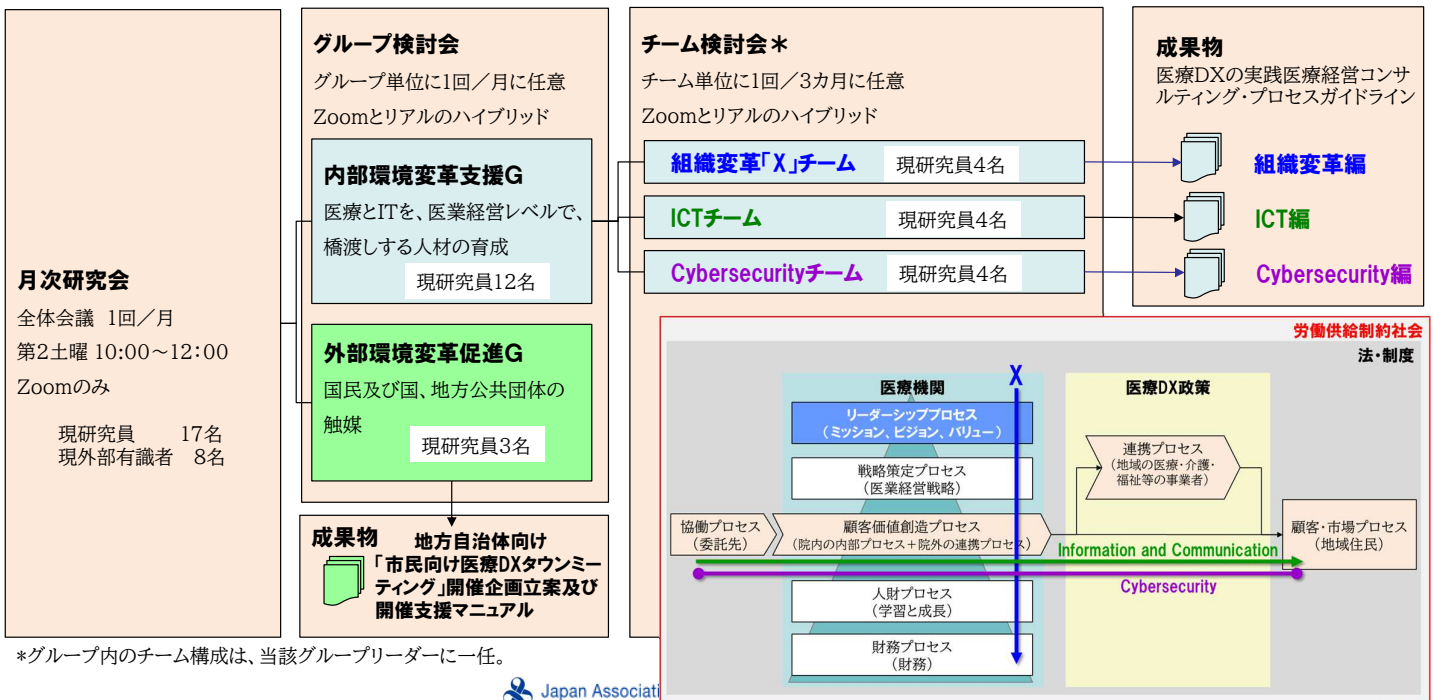 月次研究会
全体会議 1回／月
第2土曜 10:00～12:00
Zoomのみ
現研究員 17名
現外部有識者 8名
グループ検討会
グループ単位に1回／月に任意
Zoomとリアルのハイブリッド
内部環境変革支援G
医療とITを、医業経営レベルで、
橋渡しする人材の育成
現研究員12名
外部環境変革促進G
国民及び国、地方公共団体の
触媒
現研究員3名
成果物 地方自治体向け
「市民向け医療DXタウンミー
ティング」開催企画立案及び
開催支援マニュアル
チーム検討会＊
チーム単位に1回／3カ月に任意
Zoomとリアルのハイブリッド
組織変革「X」チーム 現研究員4名
ICTチーム 現研究員4名
Cybersecurityチーム 現研究員4名
成果物
医療DXの実践医療経営コンサ
ルティング・プロセスガイドライン
組織変革編
ICT編
Cybersecurity編
労働供給制約社会
法・制度
医療機関
X
医療DX政策
リーダーシッププロセス
（ミッション、ビジョン、バリュー）
戦略策定プロセス
（医業経営戦略）
連携プロセス
（地域の医療・介護・
福祉等の事業者）
協働プロセス
（委託先）
顧客価値創造プロセス
（院内の内部プロセス＋院外の連携プロセス）
顧客・市場プロセス
（地域住民）
Information and Communication
Cybersecurity
人財プロセス
（学習と成長）
財務プロセス
（財務）
*グループ内のチーム構成は、当該グループリーダーに一任。
Japan Associati